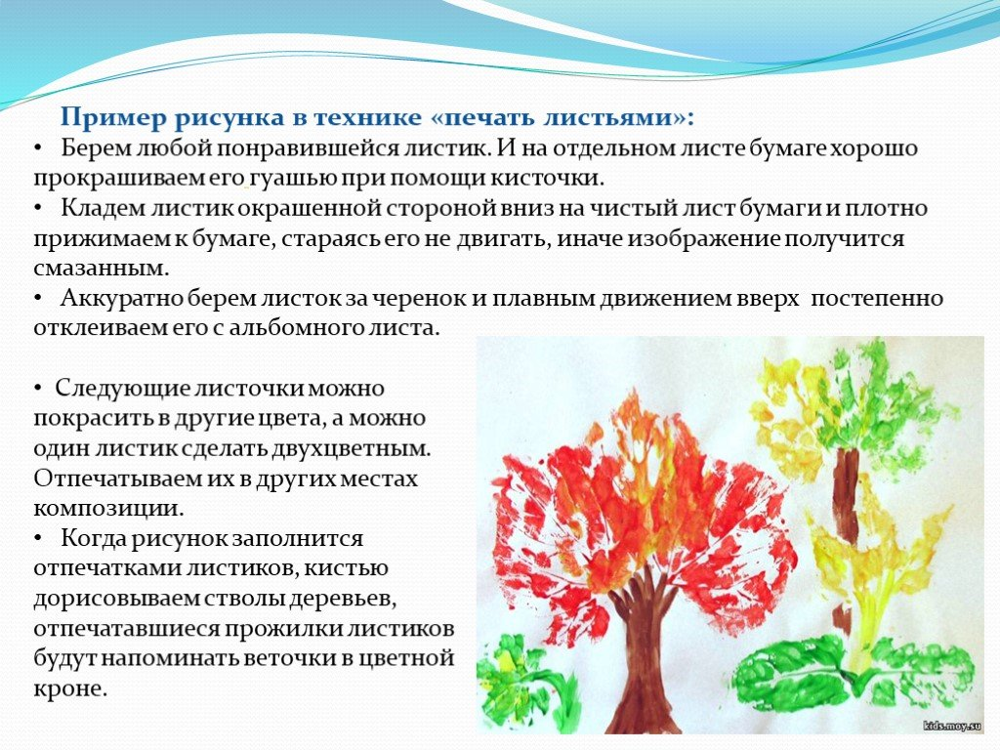 Пример рисунка в технике «печать листьями»:
• Берем любой понравившейся листик. И на отдельном листе бумаге хорошо
прокрашиваем его гуашью при помощи кисточки.
• Кладем листик окрашенной стороной вниз на чистый лист бумаги и плотно
прижимаем к бумаге, стараясь его не двигать, иначе изображение получится
смазанным.
• Аккуратно берем листок за черенок и плавным движением вверх постепенно
отклеиваем его с альбомного листа.
• Следующие листочки можно
покрасить в другие цвета, а можно
один листик сделать двухцветным.
Отпечатываем их в других местах
композиции.
• Когда рисунок заполнится
отпечатками листиков, кистью
дорисовываем стволы деревьев,
отпечатавшиеся прожилки листиков
будут напоминать веточки в цветной
кроне.
kids.moy.su